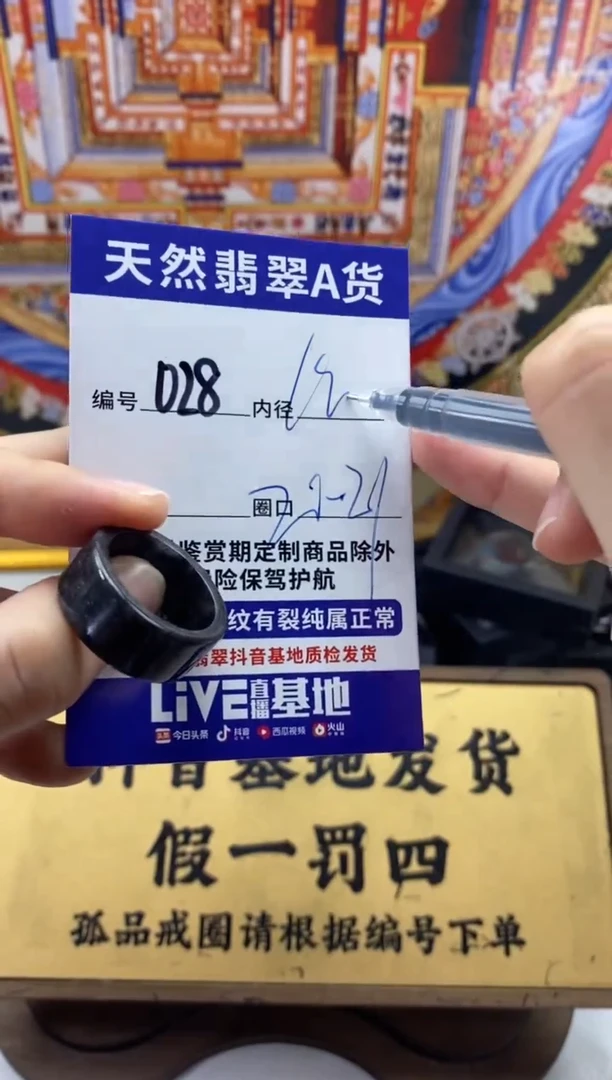 天然翡翠A货
编号 D28 内径
圈口
鉴赏期定制商品除外
险保驾护航
纹有裂纯属正常
翡翠抖音基地质检发货
LIVE直播基地
今日头条 抖音 西瓜视频 火山
抖音基地发货
假一罚四
孤品戒圈请根据编号下单